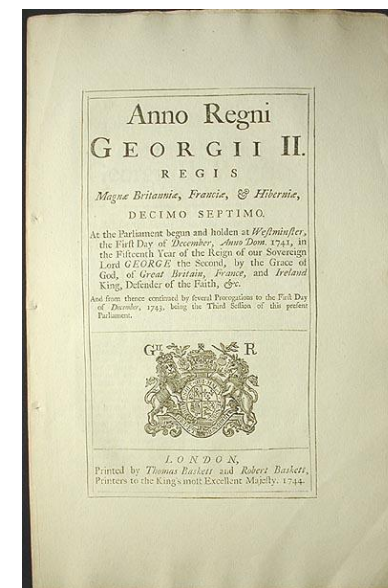 Anno Regni
GEORGII II.
REGIS
Magnæ Britanniæ, Franciæ, & Hiberniæ,
DECIMO SEPTIMO.
At the Parliament begun and holden at Weſtminſter,
the Firſt Day of December, Anno Dom. 1741, in
the Fifteenth Year of the Reign of our Sovereign
Lord GEORGE the Second, by the Grace of
God, of Great Britain, France, and Ireland
King, Defender of the Faith, &c.
And from thence continued by ſeveral Prorogations to the Firſt Day
of December, 1743. being the Third Seſſion of this preſent
Parliament.
G II R
LONDON,
Printed by Thomas Baskett and Robert Baskett,
Printers to the King's moſt Excellent Majeſty. 1744.